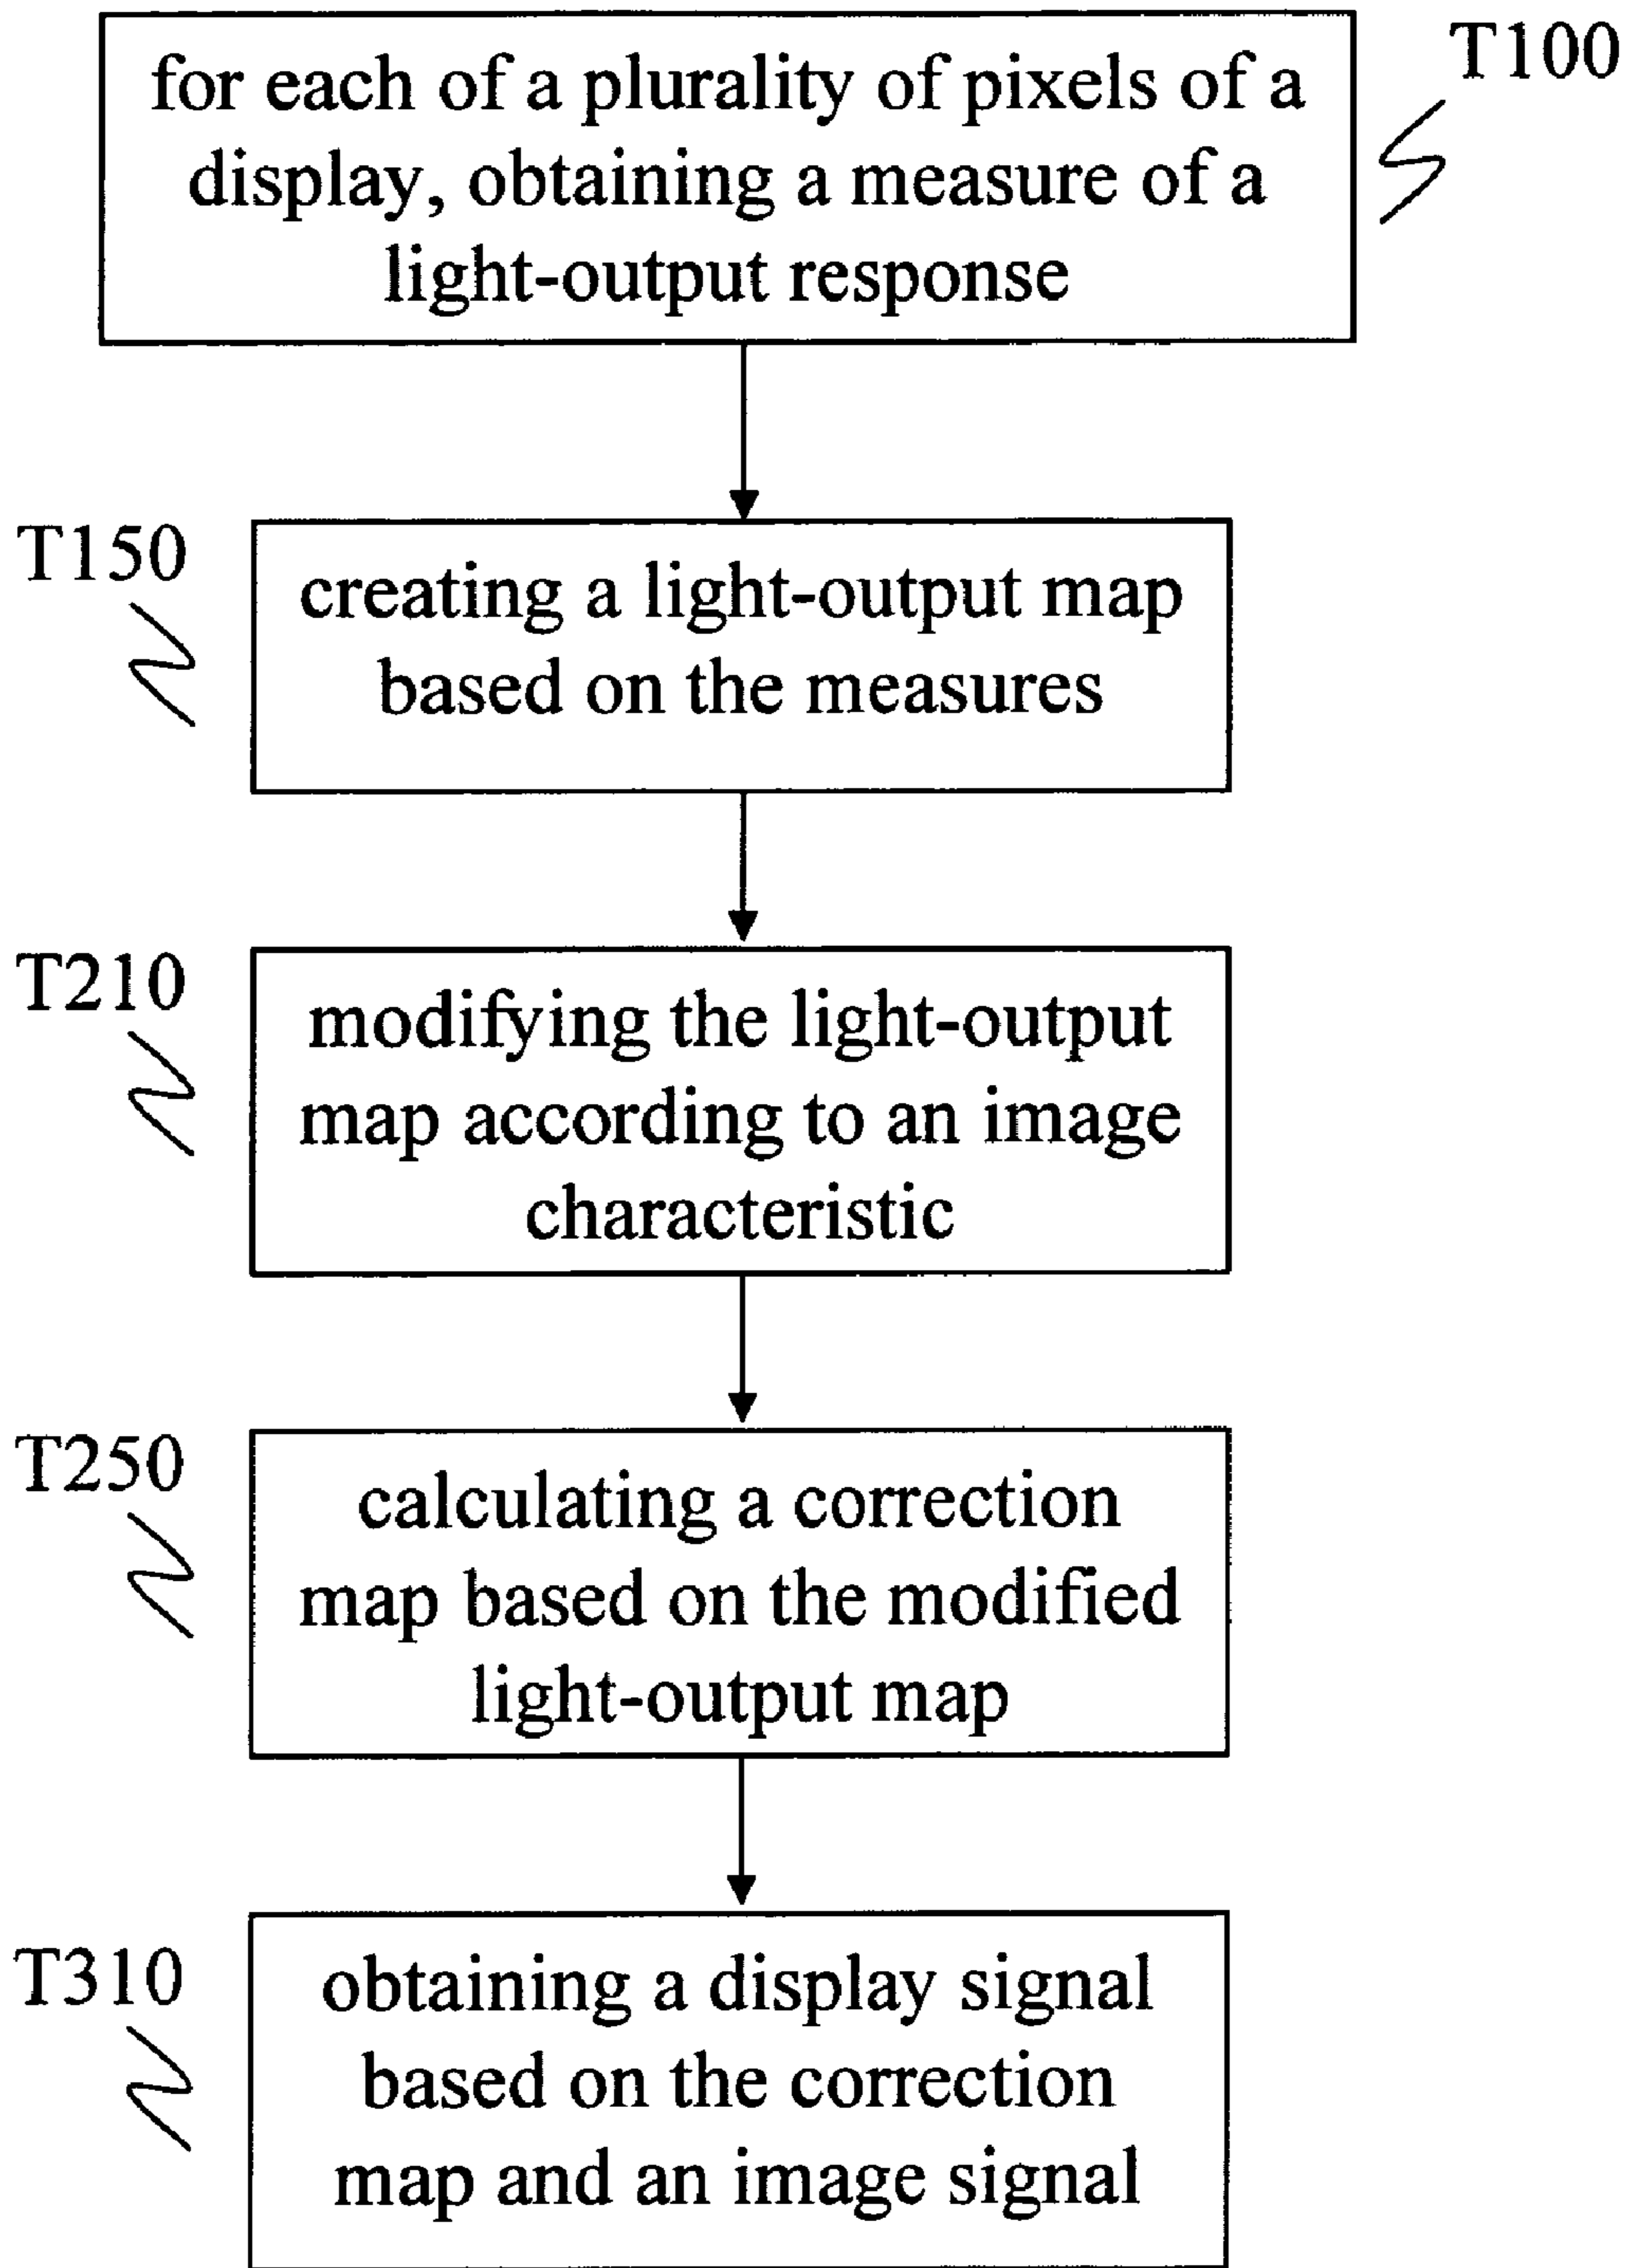 T100
for each of a plurality of pixels of a
display, obtaining a measure of a
light-output response
T150
creating a light-output map
based on the measures
T210
modifying the light-output
map according to an image
characteristic
T250
calculating a correction
map based on the modified
light-output map
T310
obtaining a display signal
based on the correction
map and an image signal